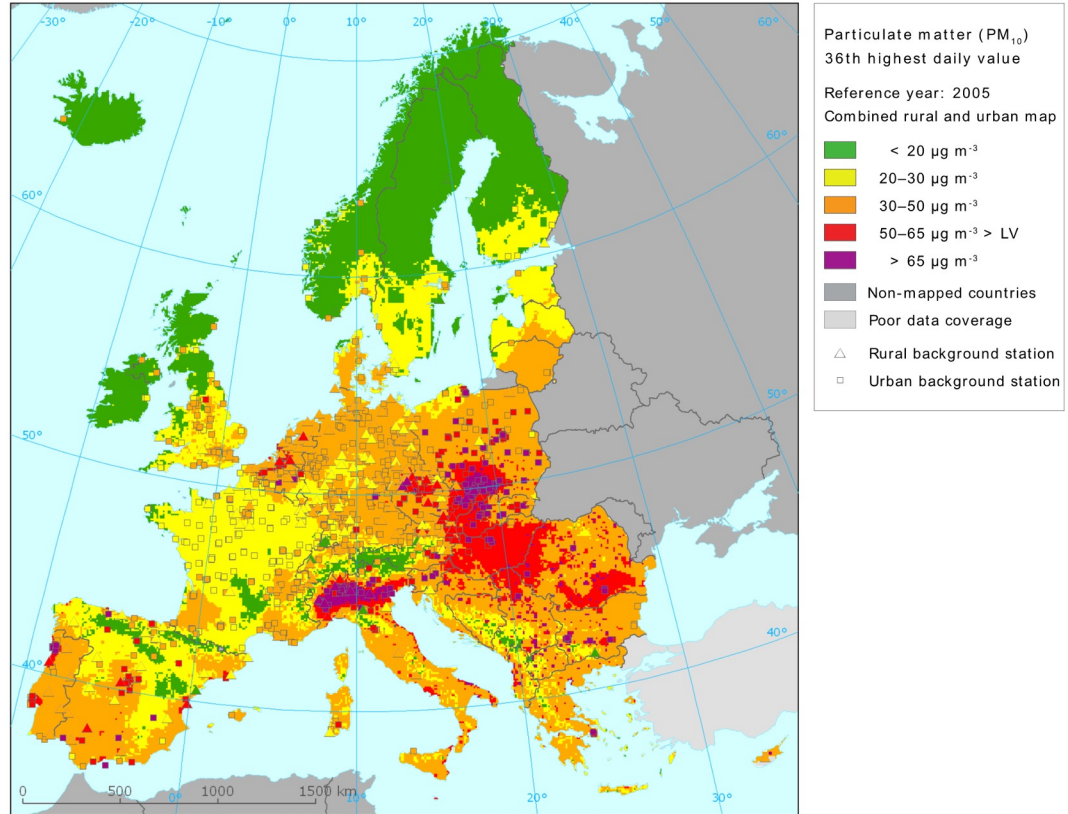 -30° -20° -10° 0° 10° 20° 30° 40° 50° 60°
60°
60°
50°
50°
40°
40°
0 500 1000 1500 km
0° 10° 20° 30°
Particulate matter (PM₁₀)
36th highest daily value
Reference year: 2005
Combined rural and urban map
< 20 µg m⁻³
20–30 µg m⁻³
30–50 µg m⁻³
50–65 µg m⁻³ > LV
> 65 µg m⁻³
Non-mapped countries
Poor data coverage
Rural background station
Urban background station